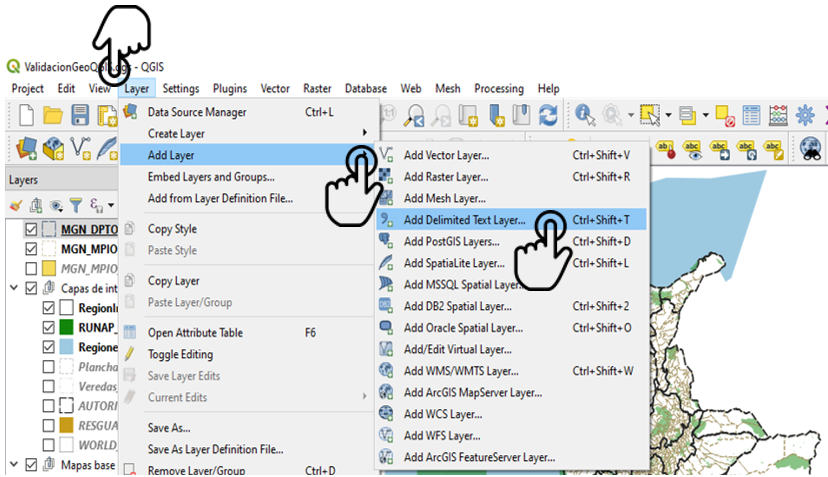 ValidacionGeoQGIS.qgs - QGIS
Project Edit View Layer Settings Plugins Vector Raster Database Web Mesh Processing Help
Data Source Manager Ctrl+L
Create Layer
Add Layer
Embed Layers and Groups...
Add from Layer Definition File...
Copy Style
Paste Style
Copy Layer
Paste Layer/Group
Open Attribute Table F6
Toggle Editing
Save Layer Edits
Current Edits
Save As...
Save As Layer Definition File...
Remove Layer/Group Ctrl+D
Add Vector Layer... Ctrl+Shift+V
Add Raster Layer... Ctrl+Shift+R
Add Mesh Layer...
Add Delimited Text Layer... Ctrl+Shift+T
Add PostGIS Layers... Ctrl+Shift+D
Add SpatiaLite Layer... Ctrl+Shift+L
Add MSSQL Spatial Layer
Add DB2 Spatial Layer... Ctrl+Shift+2
Add Oracle Spatial Layer... Ctrl+Shift+O
Add/Edit Virtual Layer...
Add WMS/WMTS Layer... Ctrl+Shift+W
Add ArcGIS MapServer Layer...
Add WCS Layer...
Add WFS Layer...
Add ArcGIS FeatureServer Layer...
abc abc abc abc abc
Layers
MGN_DPTO
MGN_MPIO
MGN_MPIO
Capas de int
RegionIn
RUNAP_
Regione
Plancha
Veredas
AUTORI
RESGUA
WORLD_
Mapas base